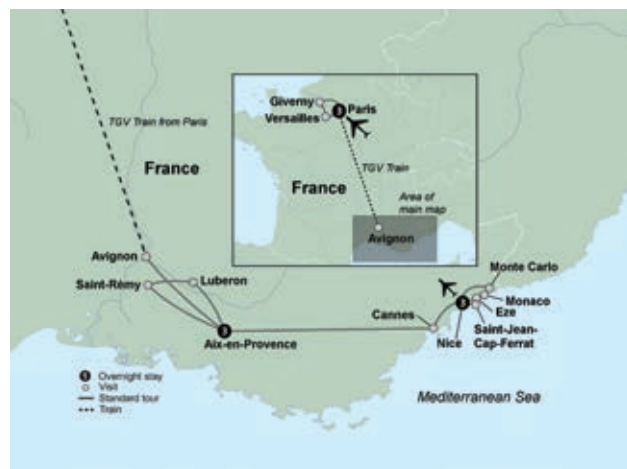 TGV Train from Paris
France
Giverny
Paris
Versailles
TGV Train
France
Area of
main map
Avignon
Avignon
Saint-Rémy
Luberon
Aix-en-Provence
Monte Carlo
Monaco
Eze
Saint-Jean-
Cap-Ferrat
Cannes
Nice
Overnight stay
Visit
Standard tour
Train
Mediterranean Sea